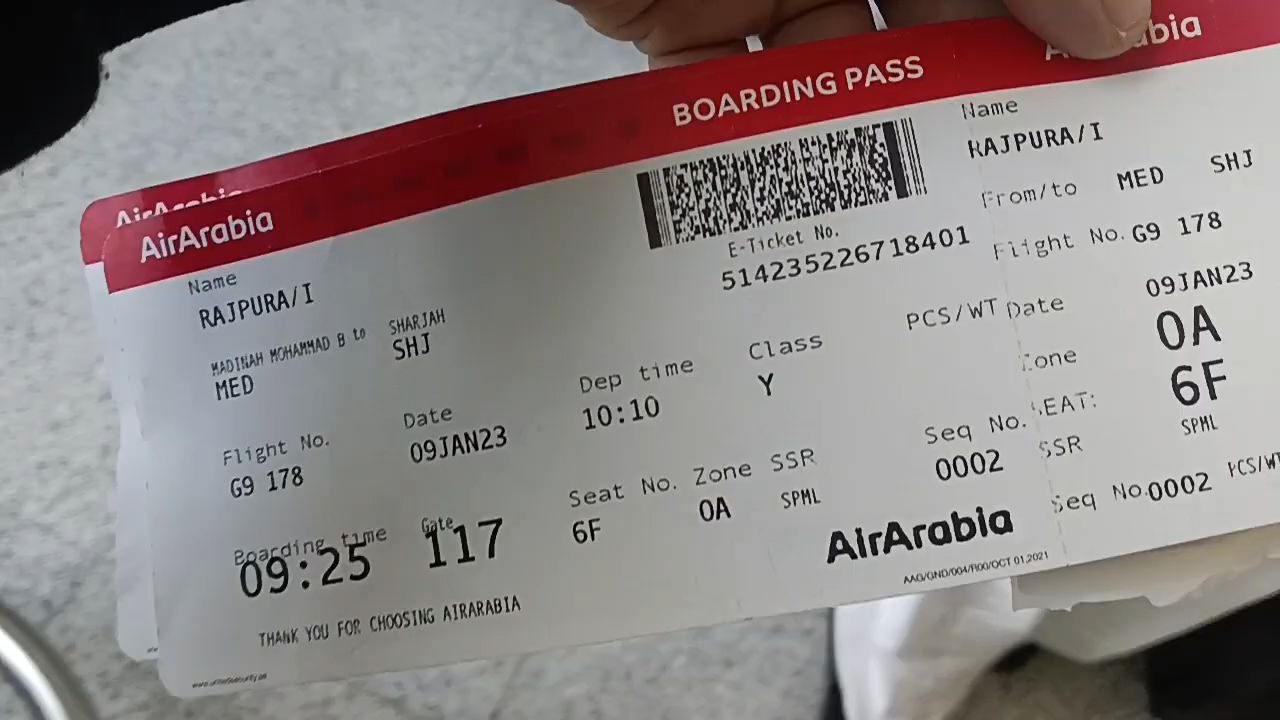 AirArabia
AirArabia
BOARDING PASS
Name
RAJPURA/I
MADINAH MOHAMMAD B to SHARJAH
MED SHJ
Flight No. Date Dep time Class PCS/WT
G9 178 09JAN23 10:10 Y
Boarding time Gate Seat No. Zone SSR Seq No.
09:25 117 6F 0A SPML 0002
E-Ticket No.
514235226718401
THANK YOU FOR CHOOSING AIRARABIA
AirArabia
AAG/GND/004/R00/OCT 01,2021
Name
RAJPURA/I
From/to MED SHJ
Flight No. G9 178
Date 09JAN23
0A
6F
SSR SPML
Seq No. 0002 PCS/WT